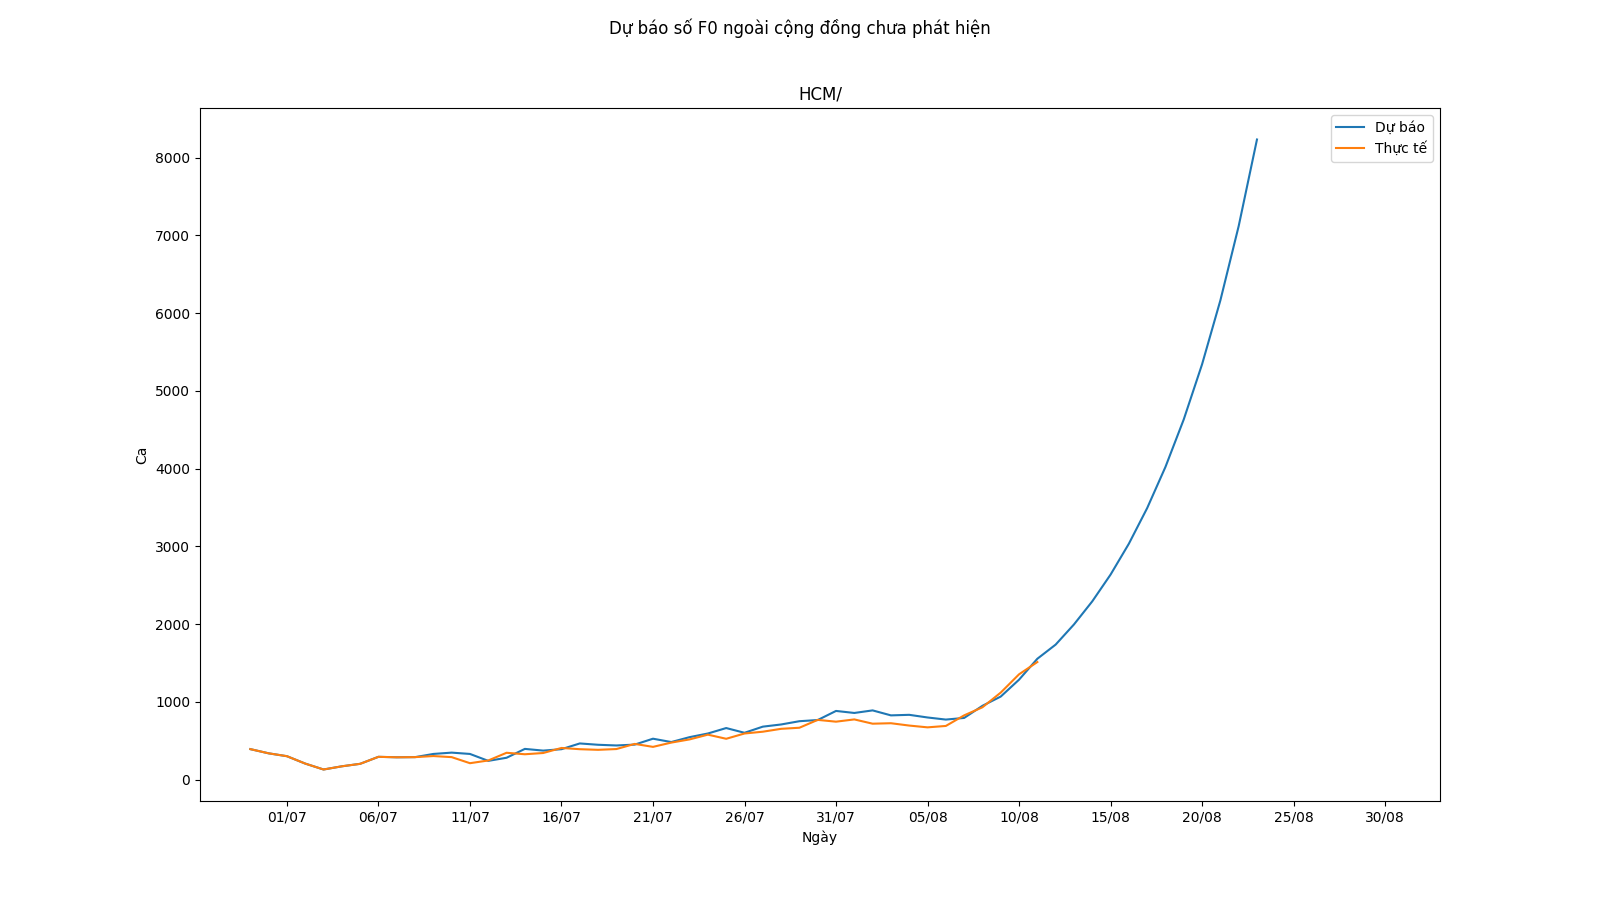 Dự báo số F0 ngoài cộng đồng chưa phát hiện
HCM/
Dự báo
Thực tế
8000
7000
6000
5000
4000
3000
2000
1000
0
Ca
01/07 06/07 11/07 16/07 21/07 26/07 31/07 05/08 10/08 15/08 20/08 25/08 30/08
Ngày